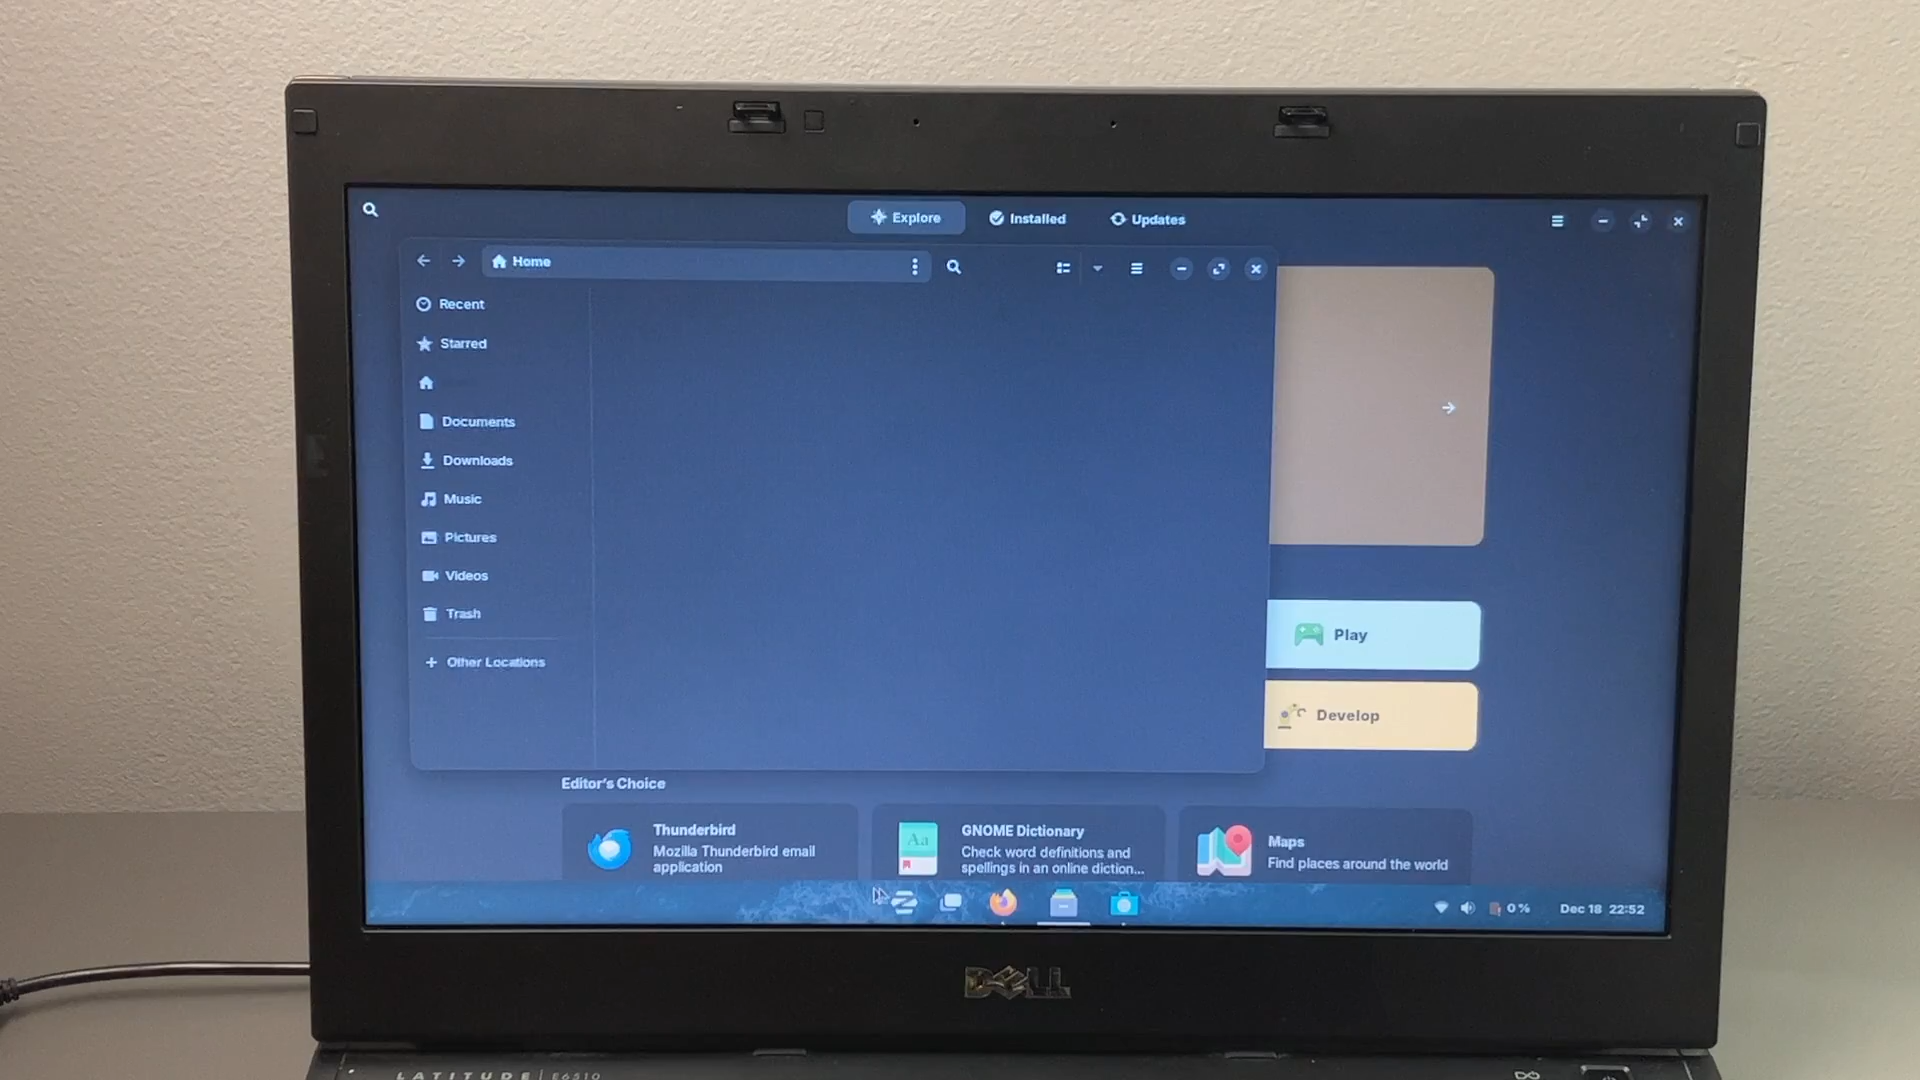 Explore
Installed
Updates
Home
Recent
Starred
Documents
Downloads
Music
Pictures
Videos
Trash
Other Locations
Play
Develop
Editor's Choice
Thunderbird
Mozilla Thunderbird email
application
GNOME Dictionary
Check word definitions and
spellings in an online diction...
Maps
Find places around the world
Aa
0 %
Dec 18 22:52
DELL
LATITUDE | E6510